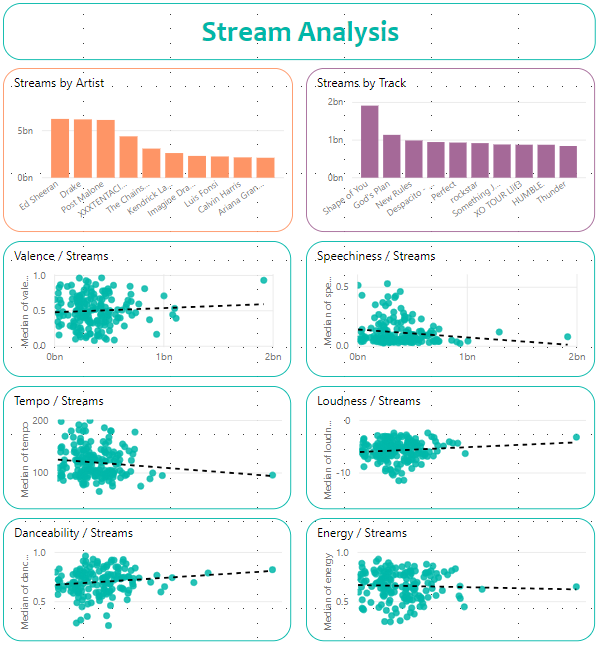 Stream Analysis
Streams by Artist
5bn
0bn
Ed Sheeran
Drake
Post Malone
XXXTENTACI...
The Chains...
Kendrick La...
Imagine Dra...
Luis Fonsi
Calvin Harris
Ariana Gran...
Streams by Track
2bn
1bn
0bn
Shape of You
God's Plan
New Rules
Despacito - ...
Perfect
rockstar
Something J...
XO TOUR Llif3
HUMBLE.
Thunder
Valence / Streams
Median of vale...
1.0
0.5
0.0
0bn 1bn 2bn
Speechiness / Streams
Median of spe...
0.5
0.0
0bn 1bn 2bn
Tempo / Streams
Median of tempo
200
100
Loudness / Streams
Median of loudn...
-0
-10
Danceability / Streams
Median of danc...
1.0
0.5
Energy / Streams
Median of energy
1.0
0.5